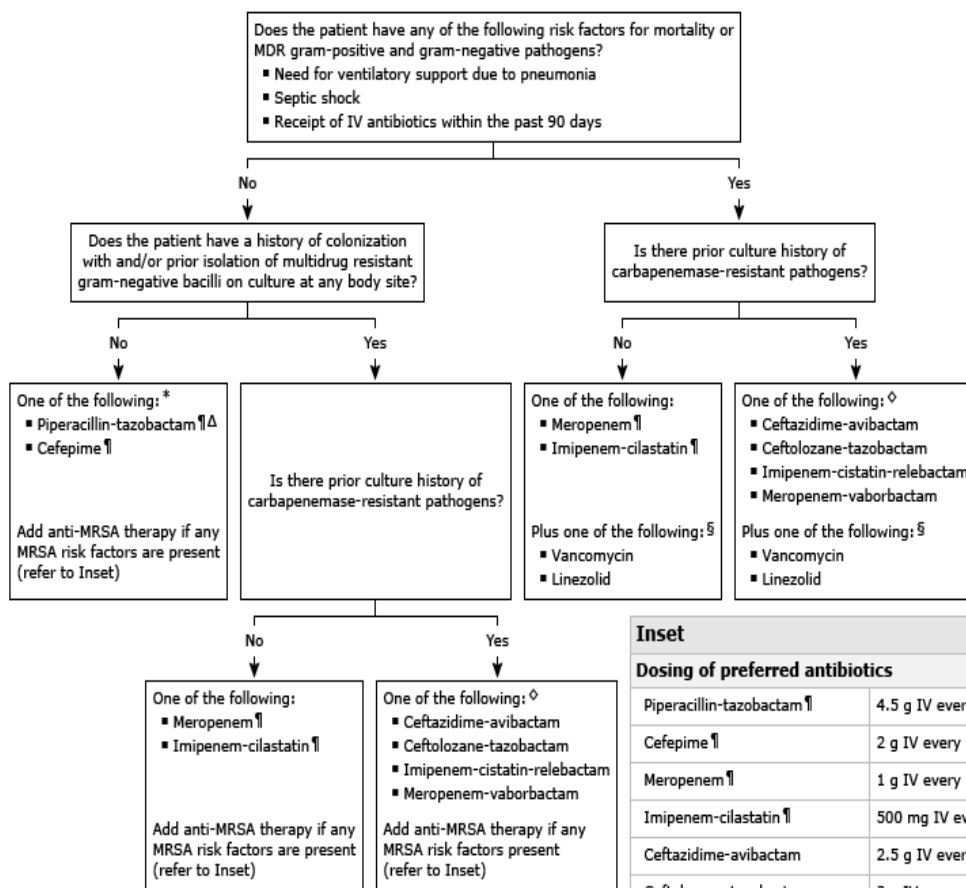 Does the patient have any of the following risk factors for mortality or
MDR gram-positive and gram-negative pathogens?
▪ Need for ventilatory support due to pneumonia
▪ Septic shock
▪ Receipt of IV antibiotics within the past 90 days
No
Yes
Does the patient have a history of colonization
with and/or prior isolation of multidrug resistant
gram-negative bacilli on culture at any body site?
Is there prior culture history of
carbapenemase-resistant pathogens?
No
Yes
No
Yes
One of the following:*
▪ Piperacillin-tazobactam¶Δ
▪ Cefepime¶
Add anti-MRSA therapy if any
MRSA risk factors are present
(refer to Inset)
Is there prior culture history of
carbapenemase-resistant pathogens?
One of the following:
▪ Meropenem¶
▪ Imipenem-cilastatin¶
Plus one of the following:§
▪ Vancomycin
▪ Linezolid
One of the following:◊
▪ Ceftazidime-avibactam
▪ Ceftolozane-tazobactam
▪ Imipenem-cistatin-relebactam
▪ Meropenem-vaborbactam
Plus one of the following:§
▪ Vancomycin
▪ Linezolid
No
Yes
One of the following:
▪ Meropenem¶
▪ Imipenem-cilastatin¶
Add anti-MRSA therapy if any
MRSA risk factors are present
(refer to Inset)
One of the following:◊
▪ Ceftazidime-avibactam
▪ Ceftolozane-tazobactam
▪ Imipenem-cistatin-relebactam
▪ Meropenem-vaborbactam
Add anti-MRSA therapy if any
MRSA risk factors present
(refer to Inset)
Inset
Dosing of preferred antibiotics
Piperacillin-tazobactam¶ 4.5 g IV ever
Cefepime¶ 2 g IV every
Meropenem¶ 1 g IV every
Imipenem-cilastatin¶ 500 mg IV ev
Ceftazidime-avibactam 2.5 g IV ever